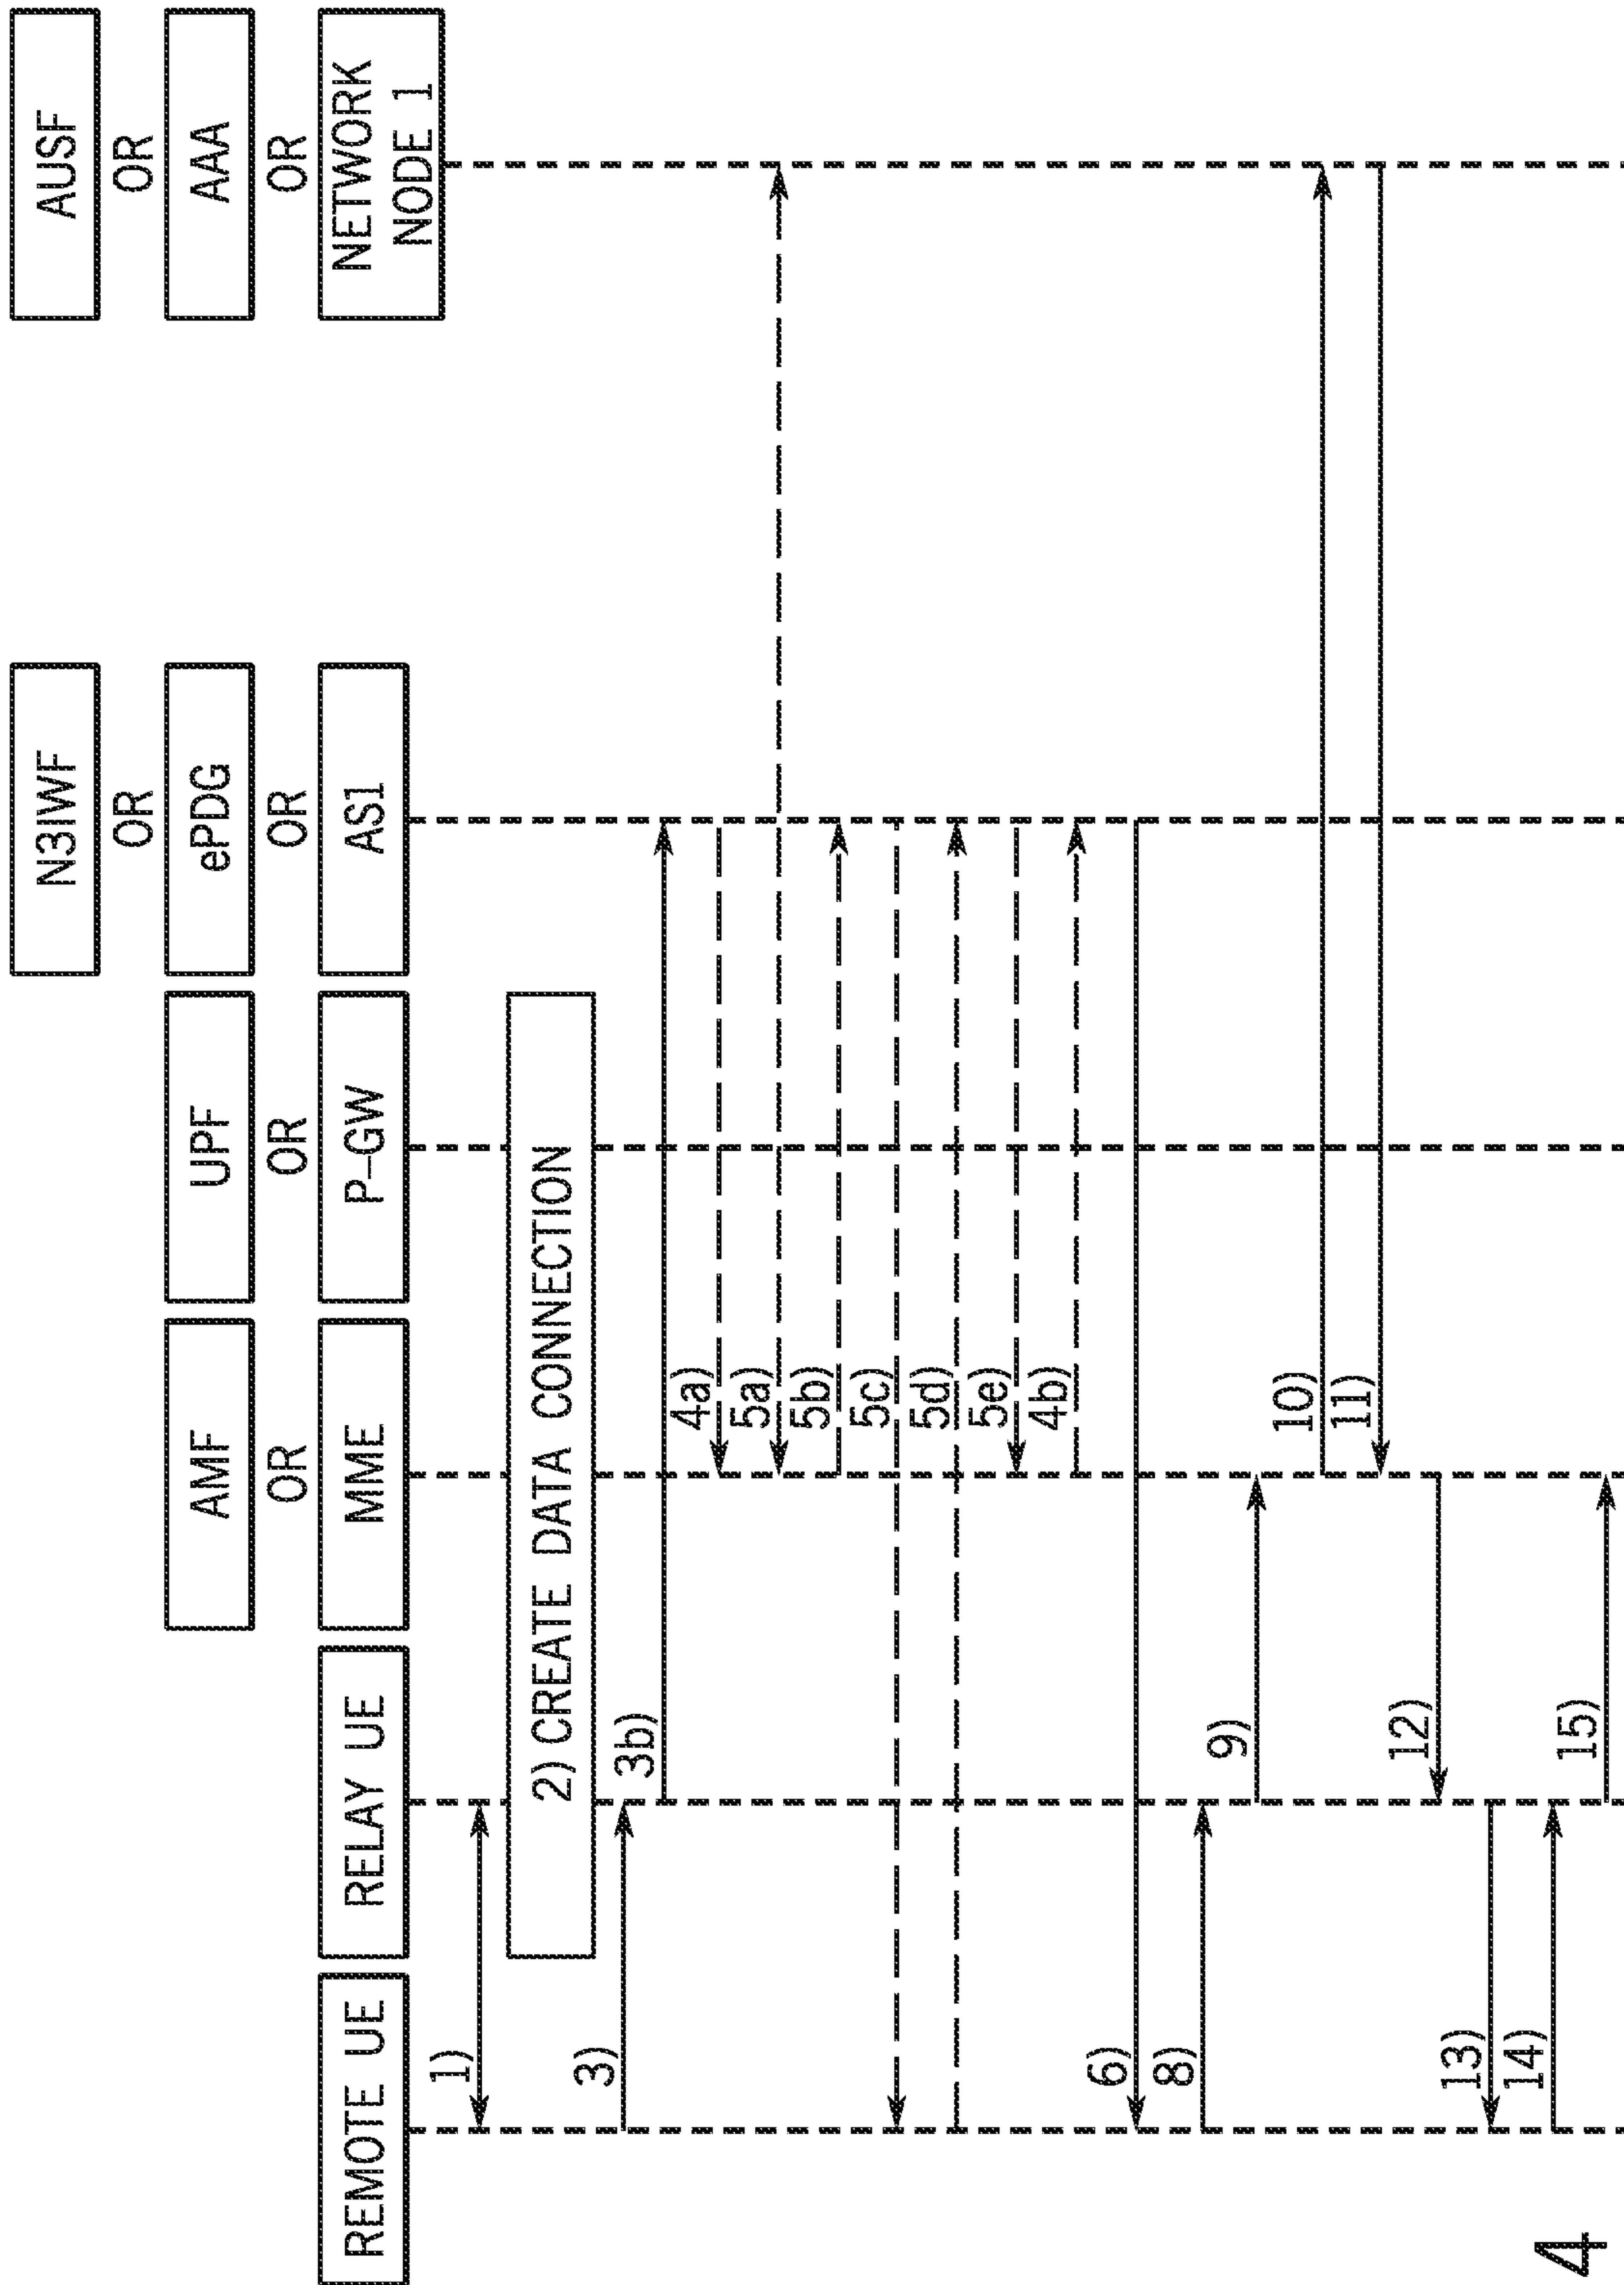 AUSF
OR
N3IWF
OR
AMF
OR
UPF
OR
ePDG
OR
AAA
OR
REMOTE UE
RELAY UE
MME
P-GW
AS1
NETWORK
NODE 1
1)
2) CREATE DATA CONNECTION
3)
3b)
4a)
5a)
5b)
5c)
5d)
5e)
4b)
6)
8)
9)
10)
11)
12)
13)
14)
15)
4